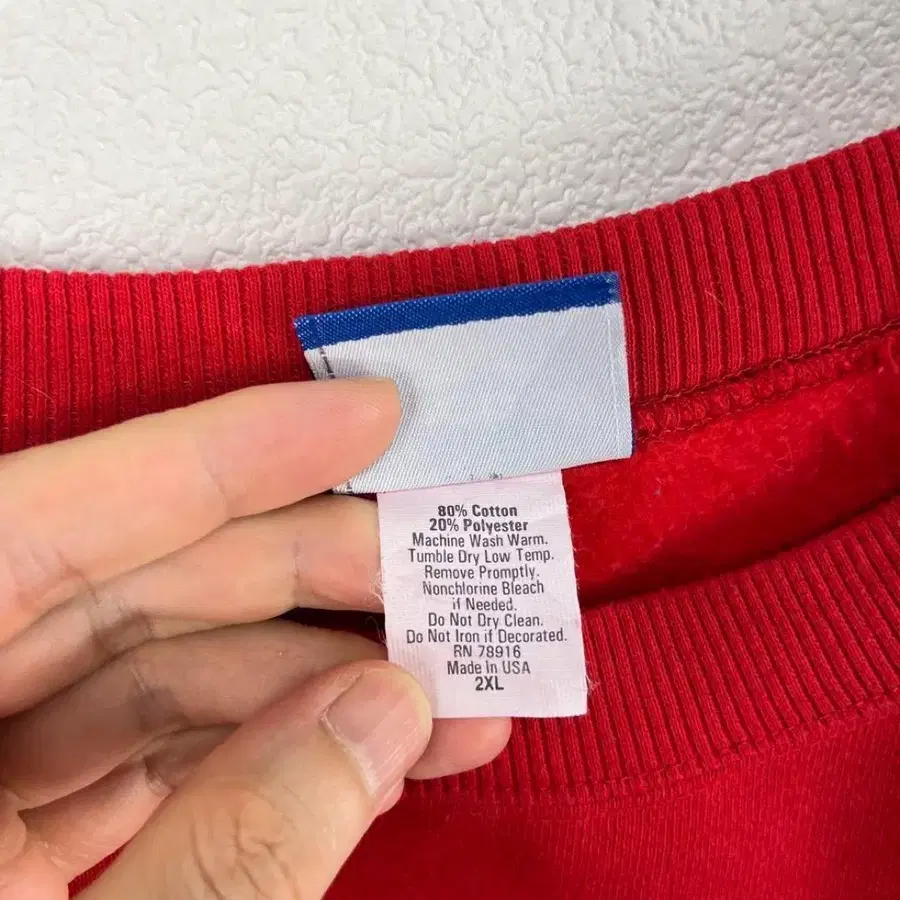 80% Cotton
20% Polyester
Machine Wash Warm.
Tumble Dry Low Temp.
Remove Promptly.
Nonchlorine Bleach
if Needed.
Do Not Dry Clean.
Do Not Iron if Decorated.
RN 78916
Made in USA
2XL